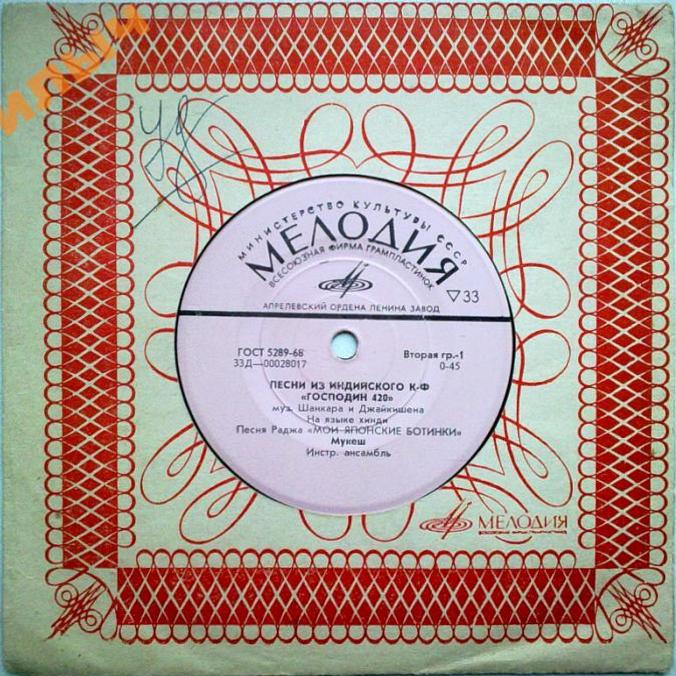 МИНИСТЕРСТВО КУЛЬТУРЫ СССР
МЕЛОДИЯ
ВСЕСОЮЗНАЯ ФИРМА ГРАМПЛАСТИНОК
▽33
АПРЕЛЕВСКИЙ ОРДЕНА ЛЕНИНА ЗАВОД
ГОСТ 5289-68
33Д—00028017
Вторая гр.-1
0-45
ПЕСНИ ИЗ ИНДИЙСКОГО К-Ф
«ГОСПОДИН 420»
муз. Шанкара и Джайкишена
На языке хинди
Песня Раджа «МОИ ЯПОНСКИЕ БОТИНКИ»
Мукеш
Инстр. ансамбль
МЕЛОДИЯ